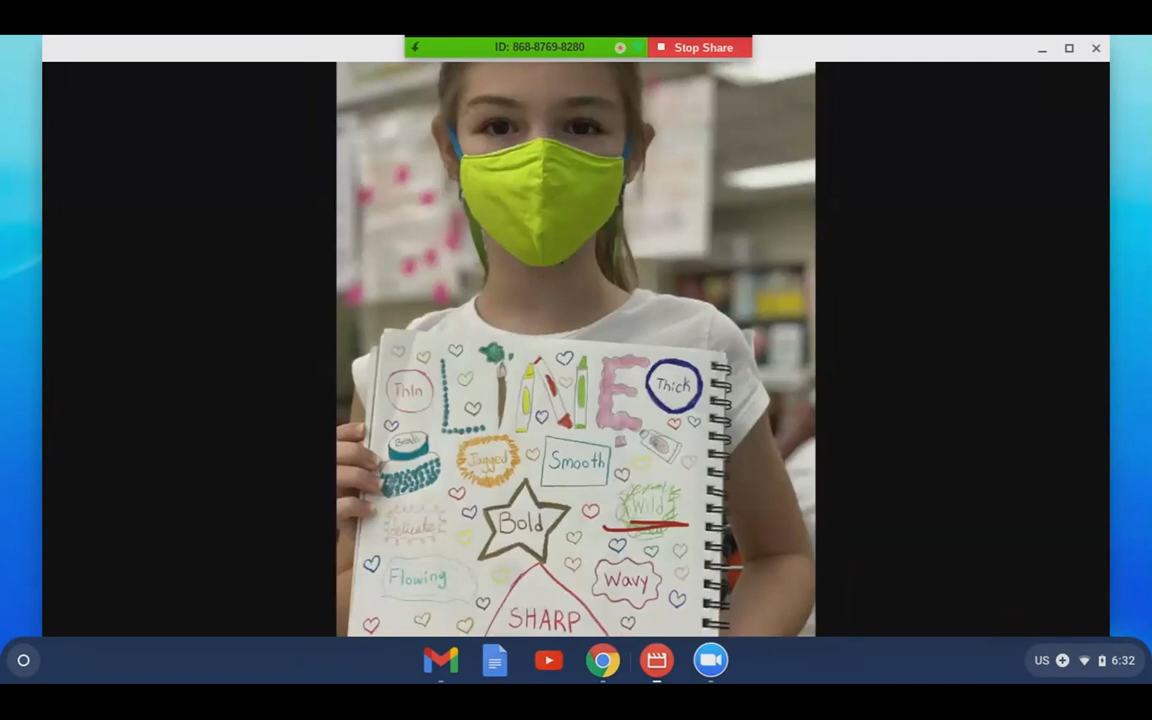 ID: 868-8769-8280
Stop Share
LINE
Thin
Thick
Jagged
Smooth
Wild
Delicate
Bold
Flowing
Wavy
SHARP
US
6:32